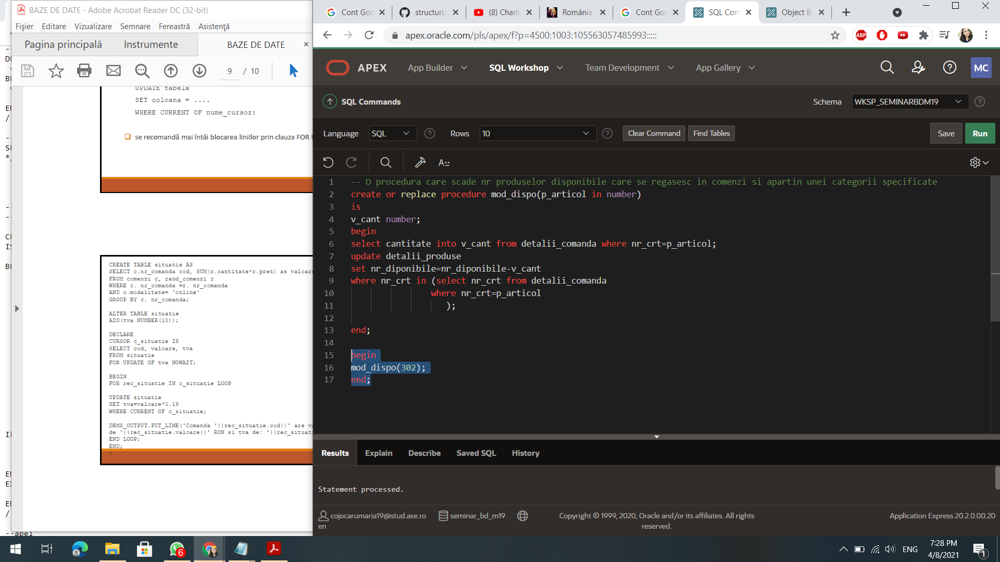 BAZE DE DATE - Adobe Acrobat Reader DC (32-bit)
Fișier Editare Vizualizare Semnare Fereastră Asistență
Pagina principală Instrumente BAZE DE DATE
9 / 10
UPDATE tabela
SET coloana = ....
WHERE CURRENT OF nume_cursor;
se recomandă mai întâi blocarea liniilor prin clauza FOR
CREATE TABLE situatie AS
SELECT c.nr_comanda cod, SUM(r.cantitate*r.pret) as valoare
FROM comenzi c, rand_comenzi r
WHERE c. nr_comanda =r. nr_comanda
AND c.modalitate= 'online'
GROUP BY c. nr_comanda;
ALTER TABLE situatie
ADD(tva NUMBER(10));
DECLARE
CURSOR c_situatie IS
SELECT cod, valoare, tva
FROM situatie
FOR UPDATE OF tva NOWAIT;
BEGIN
FOR rec_situatie IN c_situatie LOOP
UPDATE situatie
SET tva=valoare*0.19
WHERE CURRENT OF c_situatie;
DBMS_OUTPUT.PUT_LINE('Comanda '||rec_situatie.cod||' are va
de '||rec_situatie.valoare||' RON si tva de: '||rec_situati
END LOOP;
END;
/
--apel
Cont Goo
structuri/
(8) Charlo
România
Cont Goo
SQL Com
Object Br
apex.oracle.com/pls/apex/f?p=4500:1003:105563057485993:::::
ABP
APEX App Builder SQL Workshop Team Development App Gallery MC
SQL Commands Schema WKSP_SEMINARBDM19
Language SQL Rows 10 Clear Command Find Tables Save Run
1 -- O procedura care scade nr produselor disponibile care se regasesc in comenzi si apartin unei categorii specificate
2 create or replace procedure mod_dispo(p_articol in number)
3 is
4 v_cant number;
5 begin
6 select cantitate into v_cant from detalii_comanda where nr_crt=p_articol;
7 update detalii_produse
8 set nr_diponibile=nr_diponibile-v_cant
9 where nr_crt in (select nr_crt from detalii_comanda
10 where nr_crt=p_articol
11 );
12
13 end;
14
15 begin
16 mod_dispo(302);
17 end;
Results Explain Describe Saved SQL History
Statement processed.
cojocarumaria19@stud.ase.ro seminar_bd_m19
en
Copyright © 1999, 2020, Oracle and/or its affiliates. All rights
reserved.
Application Express 20.2.0.00.20
6
ENG
7:28 PM
4/8/2021
1